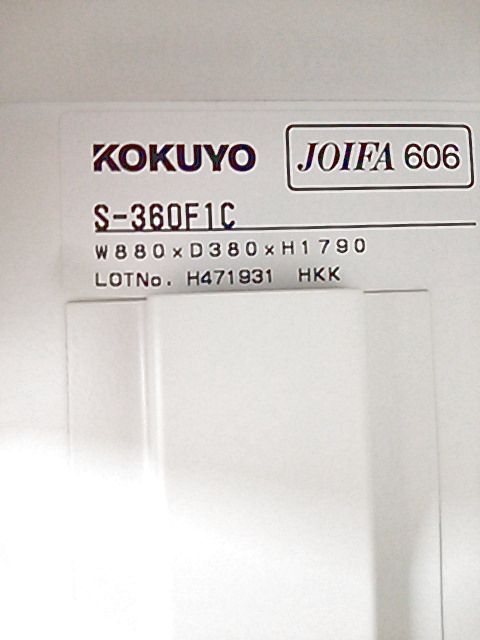 KOKUYO JOIFA 606
S-360F1C
W880×D380×H1790
LOTNo. H471931 HKK